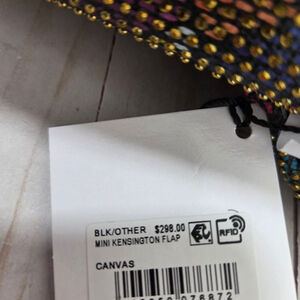 BLK/OTHER $298.00
MINI KENSINGTON FLAP
RFID
CANVAS